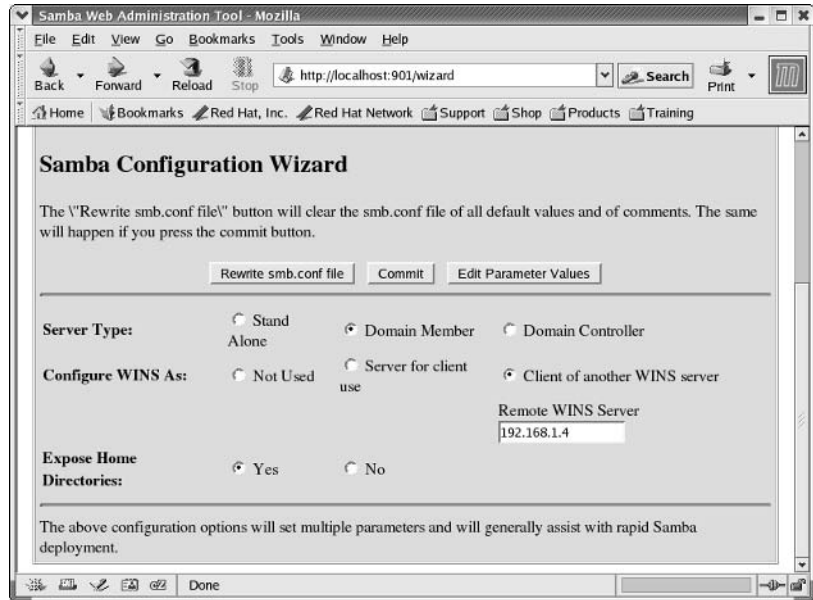 Samba Web Administration Tool - Mozilla
File Edit View Go Bookmarks Tools Window Help
Back Forward Reload Stop http://localhost:901/wizard Search Print
Home Bookmarks Red Hat, Inc. Red Hat Network Support Shop Products Training
Samba Configuration Wizard
The \"Rewrite smb.conf file\" button will clear the smb.conf file of all default values and of comments. The same
will happen if you press the commit button.
Rewrite smb.conf file Commit Edit Parameter Values
Server Type: Stand Alone Domain Member Domain Controller
Configure WINS As: Not Used Server for client use Client of another WINS server
Remote WINS Server
192.168.1.4
Expose Home
Directories: Yes No
The above configuration options will set multiple parameters and will generally assist with rapid Samba
deployment.
Done